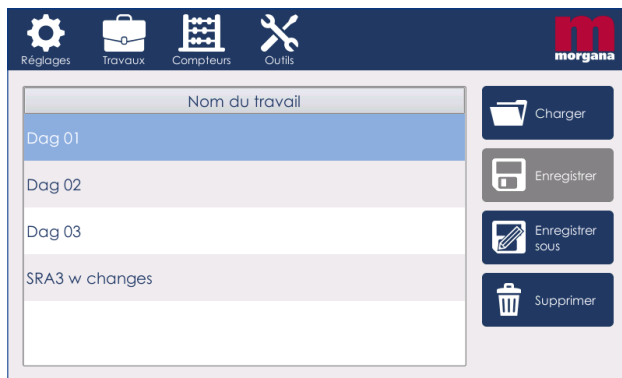 Réglages Travaux Compteurs Outils
morgana
Nom du travail
Dag 01
Dag 02
Dag 03
SRA3 w changes
Charger
Enregistrer
Enregistrer
sous
Supprimer